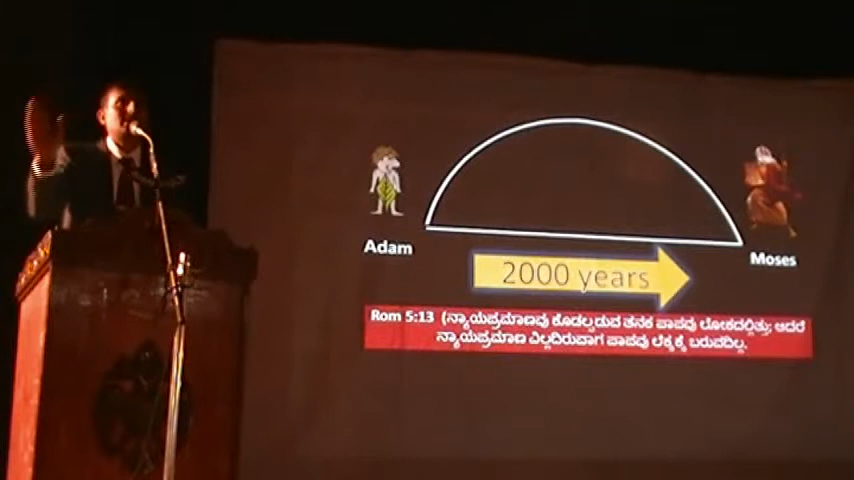 Adam
Moses
2000 years
Rom 5:13 (ನ್ಯಾಯಪ್ರಮಾಣವು ಕೊಡಲ್ಪಡುವ ತನಕ ಪಾಪವು ಲೋಕದಲ್ಲಿತ್ತು; ಆದರೆ
ನ್ಯಾಯಪ್ರಮಾಣ ವಿಲ್ಲದಿರುವಾಗ ಪಾಪವು ಲೆಕ್ಕಕ್ಕೆ ಬರುವದಿಲ್ಲ.